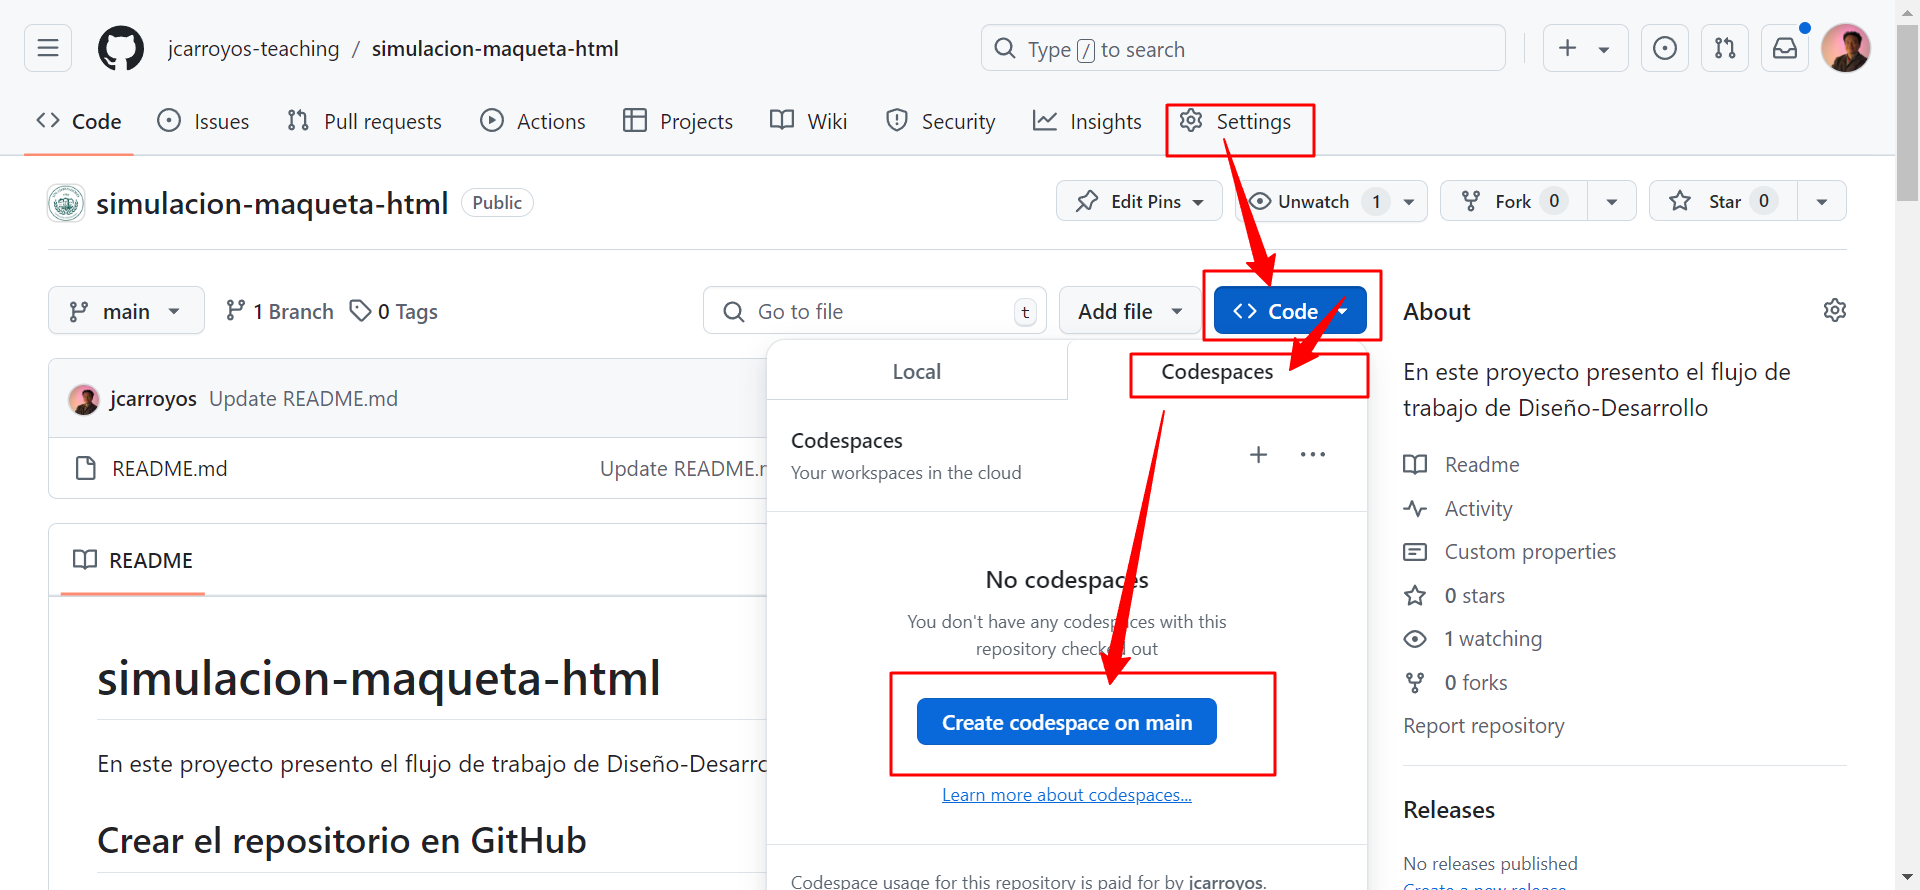 jcarroyos-teaching / simulacion-maqueta-html
Type / to search
Code Issues Pull requests Actions Projects Wiki Security Insights Settings
simulacion-maqueta-html Public
Edit Pins Unwatch 1 Fork 0 Star 0
main 1 Branch 0 Tags
Go to file t Add file Code
Local Codespaces
jcarroyos Update README.md
README.md Update README.
Codespaces
Your workspaces in the cloud
No codespaces
You don't have any codespaces with this
repository checked out
Create codespace on main
Learn more about codespaces...
Codespace usage for this repository is paid for by jcarroyos.
README
simulacion-maqueta-html
En este proyecto presento el flujo de trabajo de Diseño-Desarro
Crear el repositorio en GitHub
About
En este proyecto presento el flujo de
trabajo de Diseño-Desarrollo
Readme
Activity
Custom properties
0 stars
1 watching
0 forks
Report repository
Releases
No releases published
Create a new release